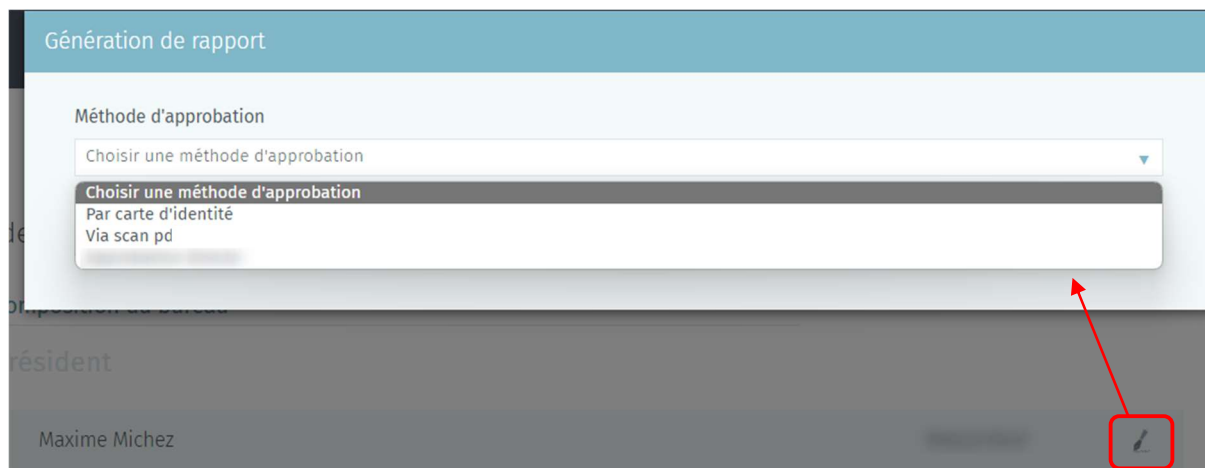 Génération de rapport
Méthode d'approbation
Choisir une méthode d'approbation
Choisir une méthode d'approbation
Par carte d'identité
Via scan pd
de
omposition du bureau
résident
Maxime Michez